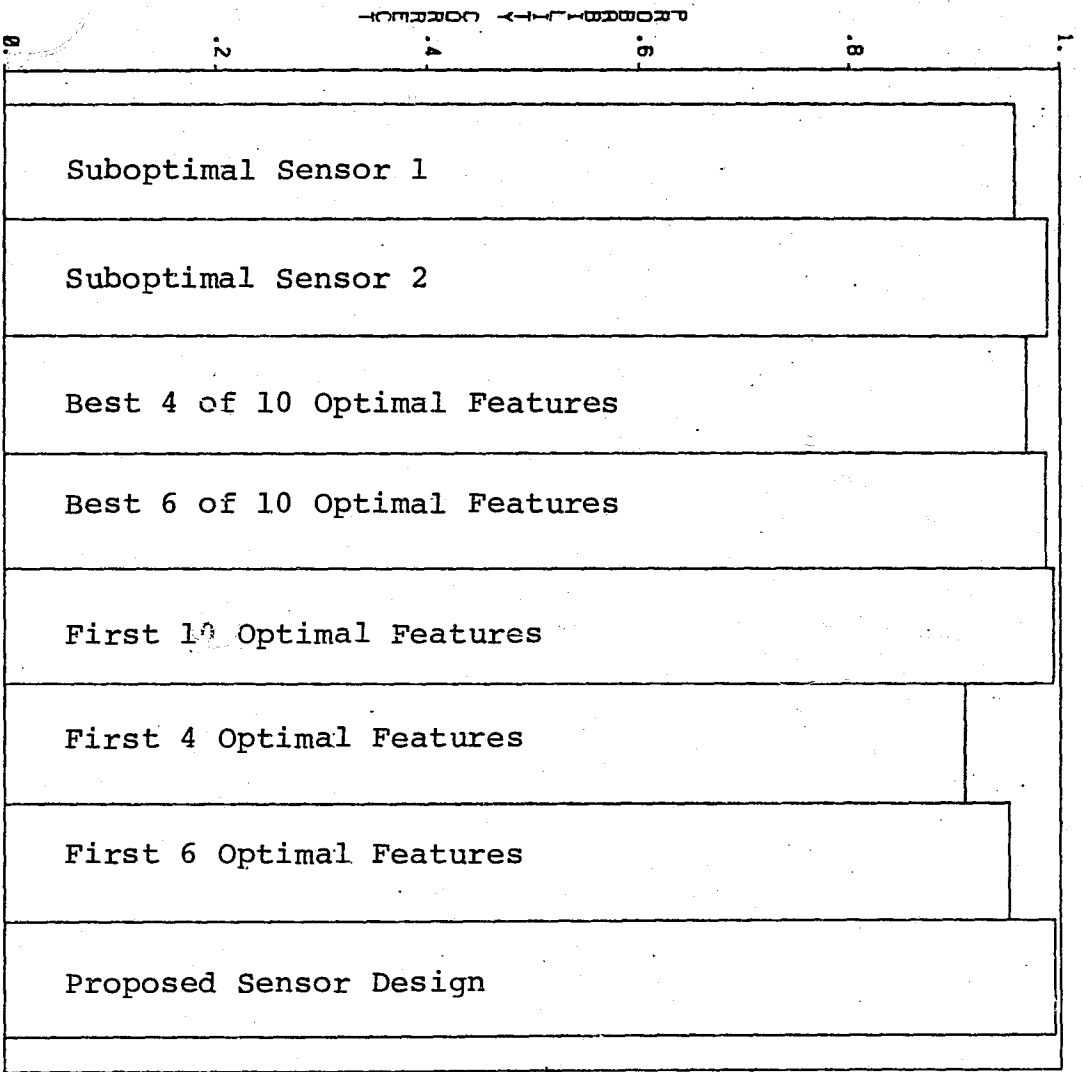 PROBABILITY CORRECT
0. .2 .4 .6 .8 1.
Suboptimal Sensor 1
Suboptimal Sensor 2
Best 4 of 10 Optimal Features
Best 6 of 10 Optimal Features
First 10 Optimal Features
First 4 Optimal Features
First 6 Optimal Features
Proposed Sensor Design